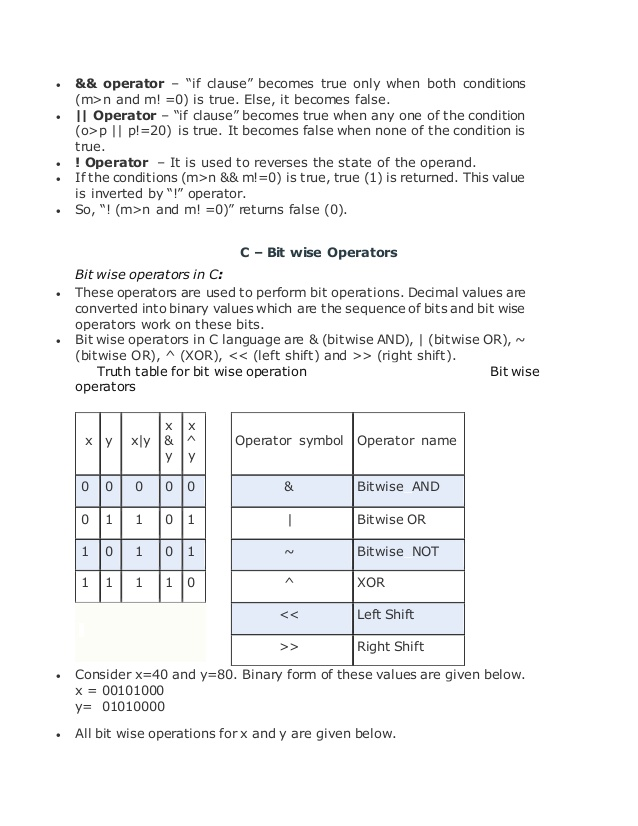 • && operator – “if clause” becomes true only when both conditions
(m>n and m! =0) is true. Else, it becomes false.
• || Operator – “if clause” becomes true when any one of the condition
(o>p || p!=20) is true. It becomes false when none of the condition is
true.
• ! Operator – It is used to reverses the state of the operand.
• If the conditions (m>n && m!=0) is true, true (1) is returned. This value
is inverted by “!” operator.
• So, “! (m>n and m! =0)” returns false (0).
C – Bit wise Operators
Bit wise operators in C:
• These operators are used to perform bit operations. Decimal values are
converted into binary values which are the sequence of bits and bit wise
operators work on these bits.
• Bit wise operators in C language are & (bitwise AND), | (bitwise OR), ~
(bitwise OR), ^ (XOR), << (left shift) and >> (right shift).
Truth table for bit wise operation Bit wise
operators
x y x|y x & y x ^ y
0 0 0 0 0
0 1 1 0 1
1 0 1 0 1
1 1 1 1 0
Operator symbol Operator name
& Bitwise AND
| Bitwise OR
~ Bitwise NOT
^ XOR
<< Left Shift
>> Right Shift
• Consider x=40 and y=80. Binary form of these values are given below.
x = 00101000
y= 01010000
• All bit wise operations for x and y are given below.